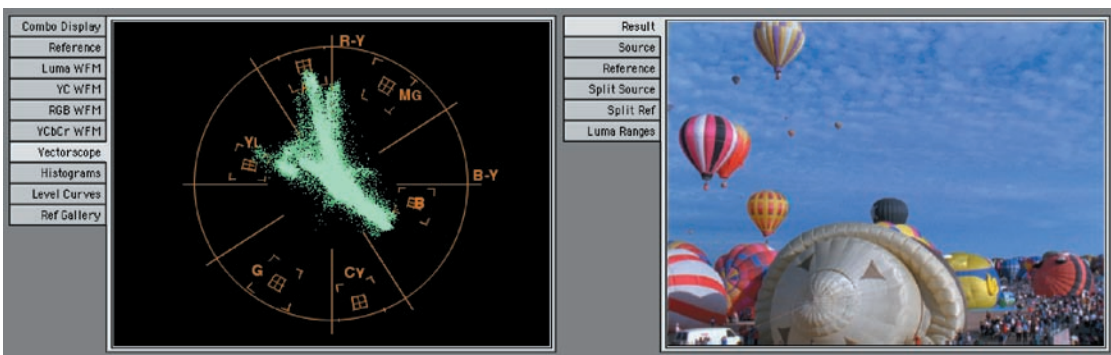 Combo Display
Reference
Luma WFM
YC WFM
RGB WFM
YCbCr WFM
Vectorscope
Histograms
Level Curves
Ref Gallery
R-Y
MG
YL
B-Y
B
G
CY
Result
Source
Reference
Split Source
Split Ref
Luma Ranges